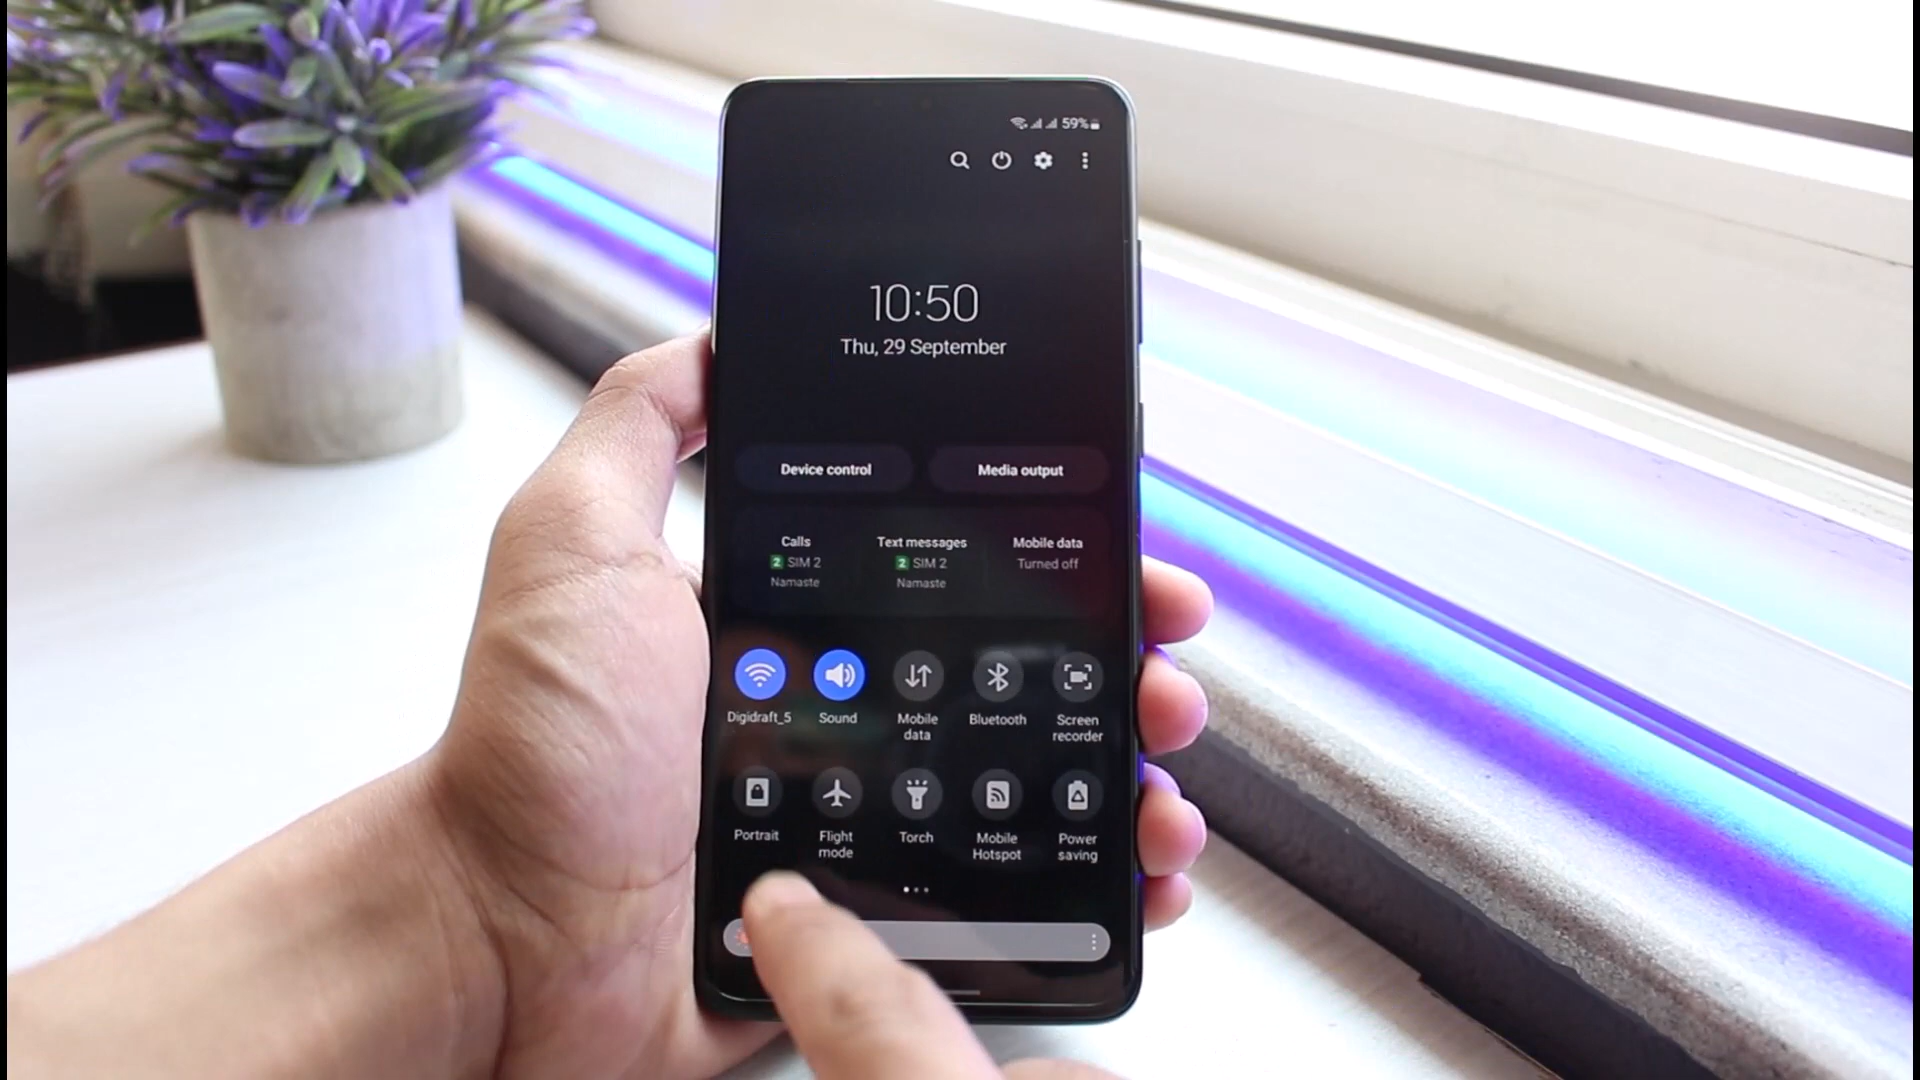 59%
10:50
Thu, 29 September
Device control
Media output
Calls
2 SIM 2
Namaste
Text messages
2 SIM 2
Namaste
Mobile data
Turned off
Digidraft_5
Sound
Mobile
data
Bluetooth
Screen
recorder
Portrait
Flight
mode
Torch
Mobile
Hotspot
Power
saving